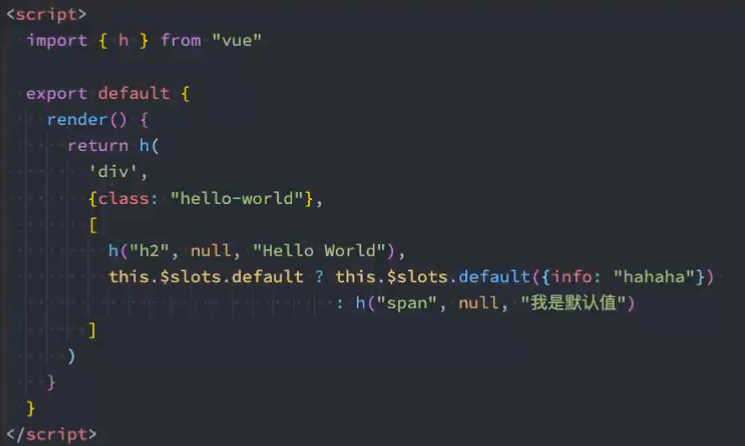 <script>
import { h } from "vue"
export default {
render() {
return h(
'div',
{class: "hello-world"},
[
h("h2", null, "Hello World"),
this.$slots.default ? this.$slots.default({info: "hahaha"})
: h("span", null, "我是默认值")
]
)
}
}
</script>